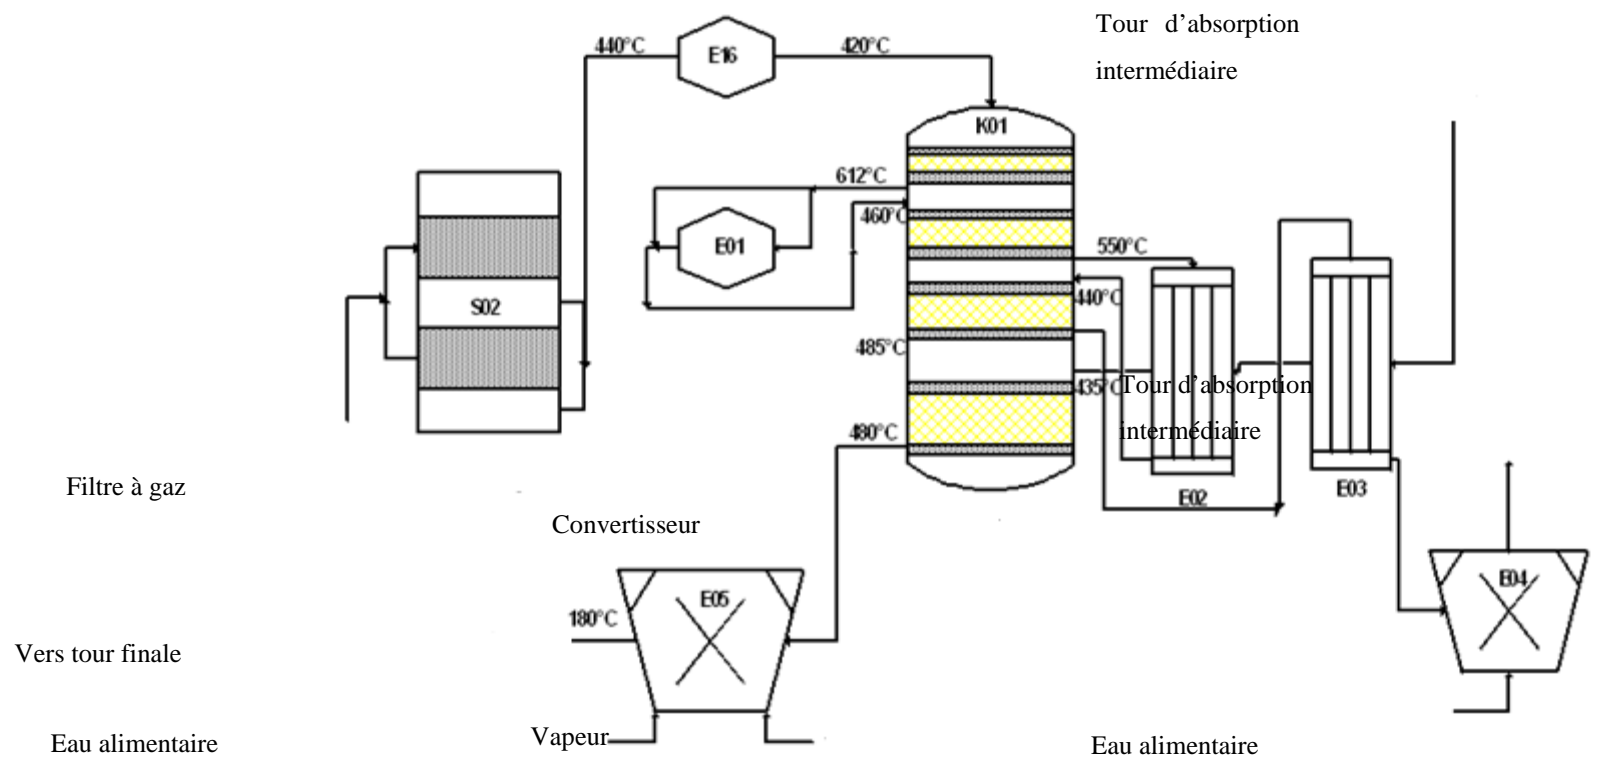 Tour d’absorption
intermédiaire
440°C
E16
420°C
K01
612°C
460°C
E01
550°C
440°C
S02
485°C
435°C
Tour d’absorption
intermédiaire
480°C
Filtre à gaz
E02
E03
Convertisseur
E04
E05
180°C
Vers tour finale
Eau alimentaire
Vapeur
Eau alimentaire